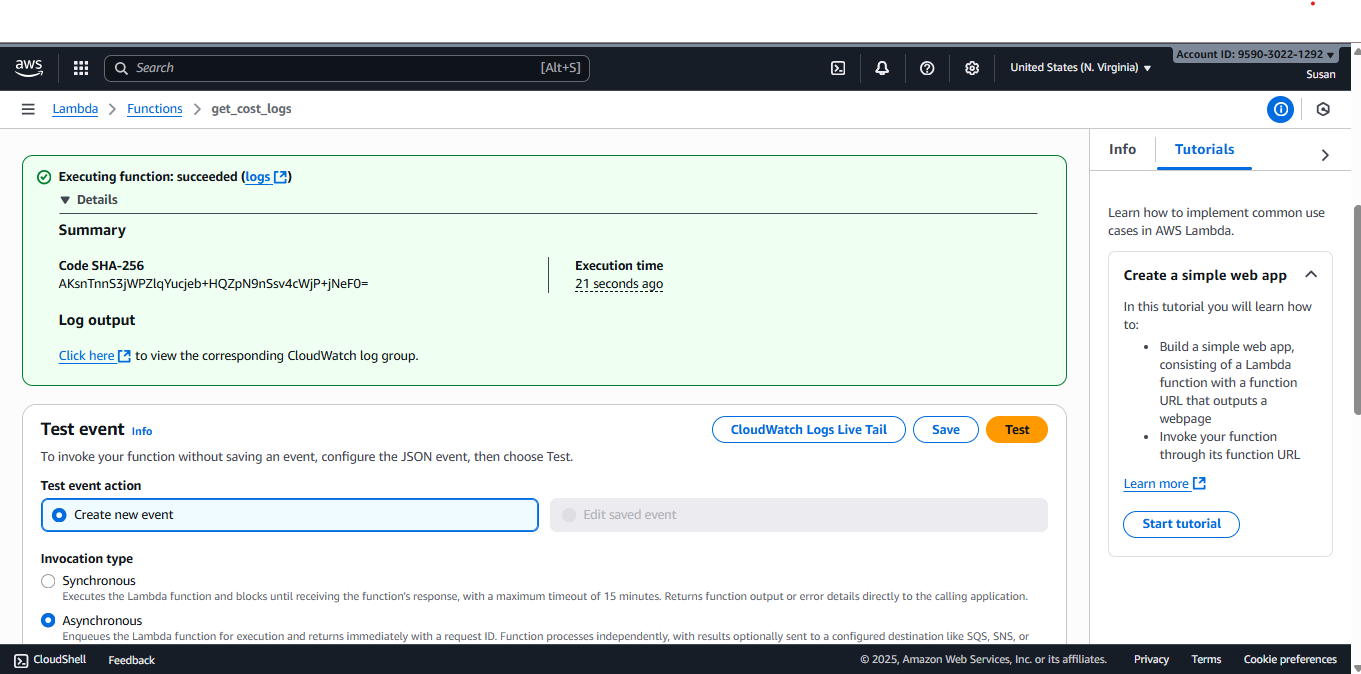 aws
Search
[Alt+S]
United States (N. Virginia)
Account ID: 9590-3022-1292
Susan
Lambda
Functions
get_cost_logs
Executing function: succeeded (logs)
Details
Summary
Code SHA-256
AKsnTnnS3jWPZlqYucjeb+HQZpN9nSsv4cWjP+jNeF0=
Execution time
21 seconds ago
Log output
Click here to view the corresponding CloudWatch log group.
Test event Info
CloudWatch Logs Live Tail
Save
Test
To invoke your function without saving an event, configure the JSON event, then choose Test.
Test event action
Create new event
Edit saved event
Invocation type
Synchronous
Executes the Lambda function and blocks until receiving the function's response, with a maximum timeout of 15 minutes. Returns function output or error details directly to the calling application.
Asynchronous
Enqueues the Lambda function for execution and returns immediately with a request ID. Function processes independently, with results optionally sent to a configured destination like SQS, SNS, or
Info
Tutorials
Learn how to implement common use
cases in AWS Lambda.
Create a simple web app
In this tutorial you will learn how
to:
• Build a simple web app,
consisting of a Lambda
function with a function
URL that outputs a
webpage
• Invoke your function
through its function URL
Learn more
Start tutorial
CloudShell
Feedback
© 2025, Amazon Web Services, Inc. or its affiliates.
Privacy
Terms
Cookie preferences